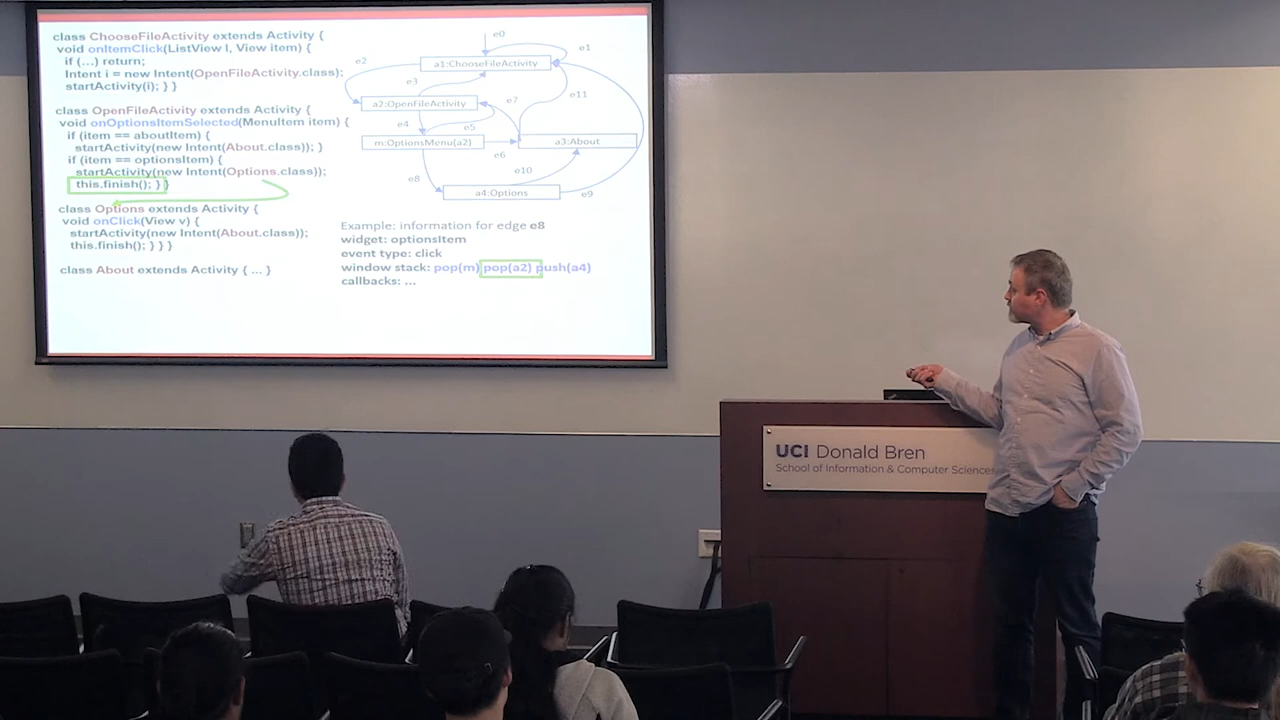 class ChooseFileActivity extends Activity {
void onItemClick(ListView l, View item) {
if (...) return;
Intent i = new Intent(OpenFileActivity.class);
startActivity(i); } }
class OpenFileActivity extends Activity {
void onOptionsItemSelected(MenuItem item) {
if (item == aboutItem) {
startActivity(new Intent(About.class)); }
if (item == optionsItem) {
startActivity(new Intent(Options.class));
this.finish(); } }
class Options extends Activity {
void onClick(View v) {
startActivity(new Intent(About.class));
this.finish(); } } }
class About extends Activity { ... }
e0
e1
a1:ChooseFileActivity
e2
e3
e11
a2:OpenFileActivity
e7
e4
e5
m:OptionsMenu(a2)
a3:About
e6
e10
e8
a4:Options
e9
Example: information for edge e8
widget: optionsItem
event type: click
window stack: pop(m) pop(a2) push(a4)
callbacks: ...
UCI Donald Bren
School of Information & Computer Sciences